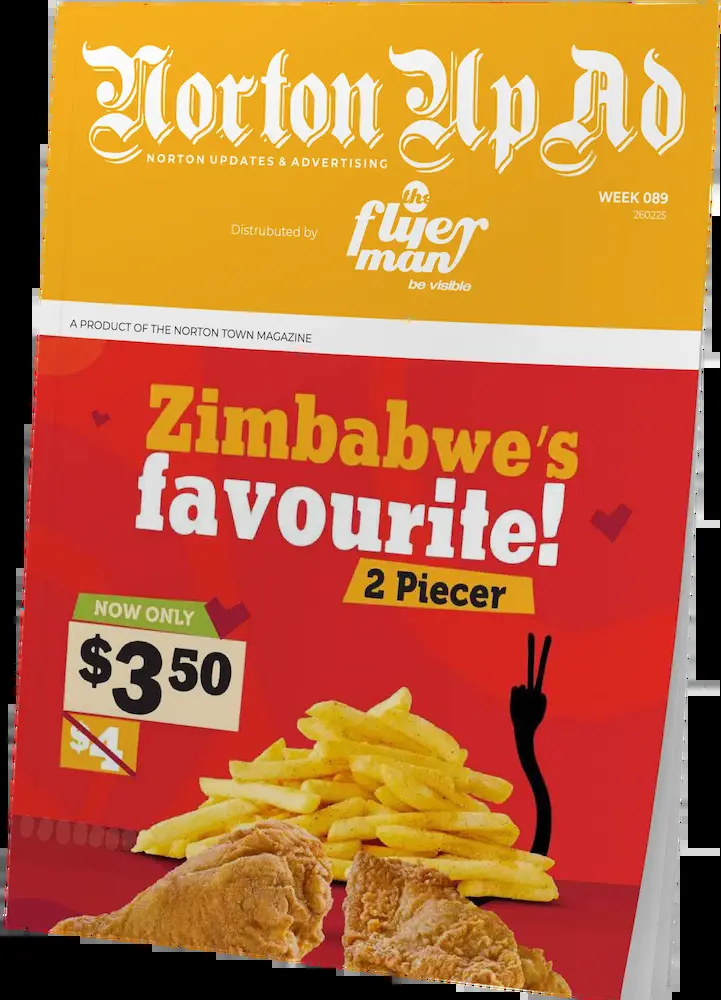 Norton Up Ad
NORTON UPDATES & ADVERTISING
WEEK 089
260225
Distrubuted by
the
flyer
man
be visible
A PRODUCT OF THE NORTON TOWN MAGAZINE
Zimbabwe's
favourite!
2 Piecer
NOW ONLY
$3 50
$4